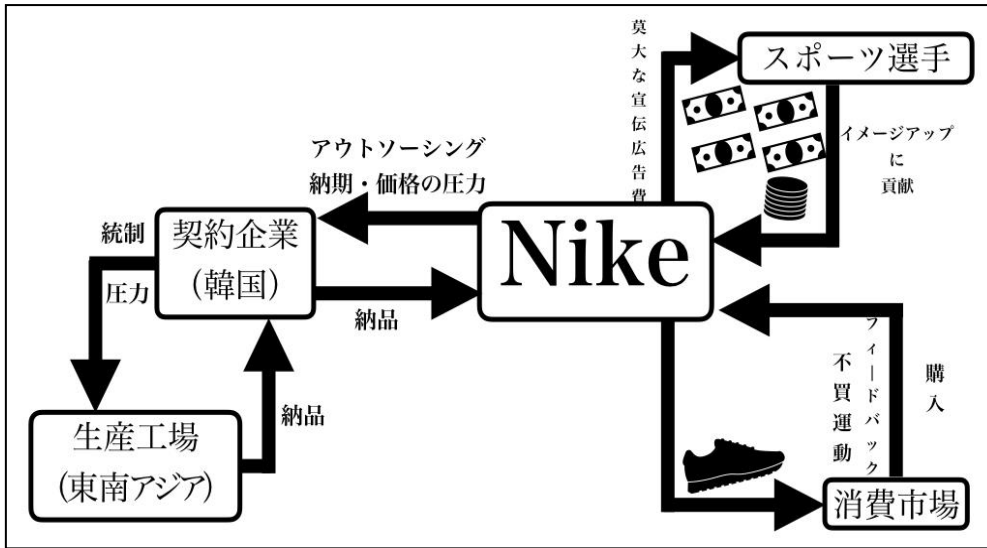 莫大な宣伝広告費
スポーツ選手
イメージアップ
に
貢献
アウトソーシング
納期・価格の圧力
Nike
契約企業
(韓国)
統制
圧力
納品
納品
生産工場
(東南アジア)
購入
フィードバック
不買運動
消費市場